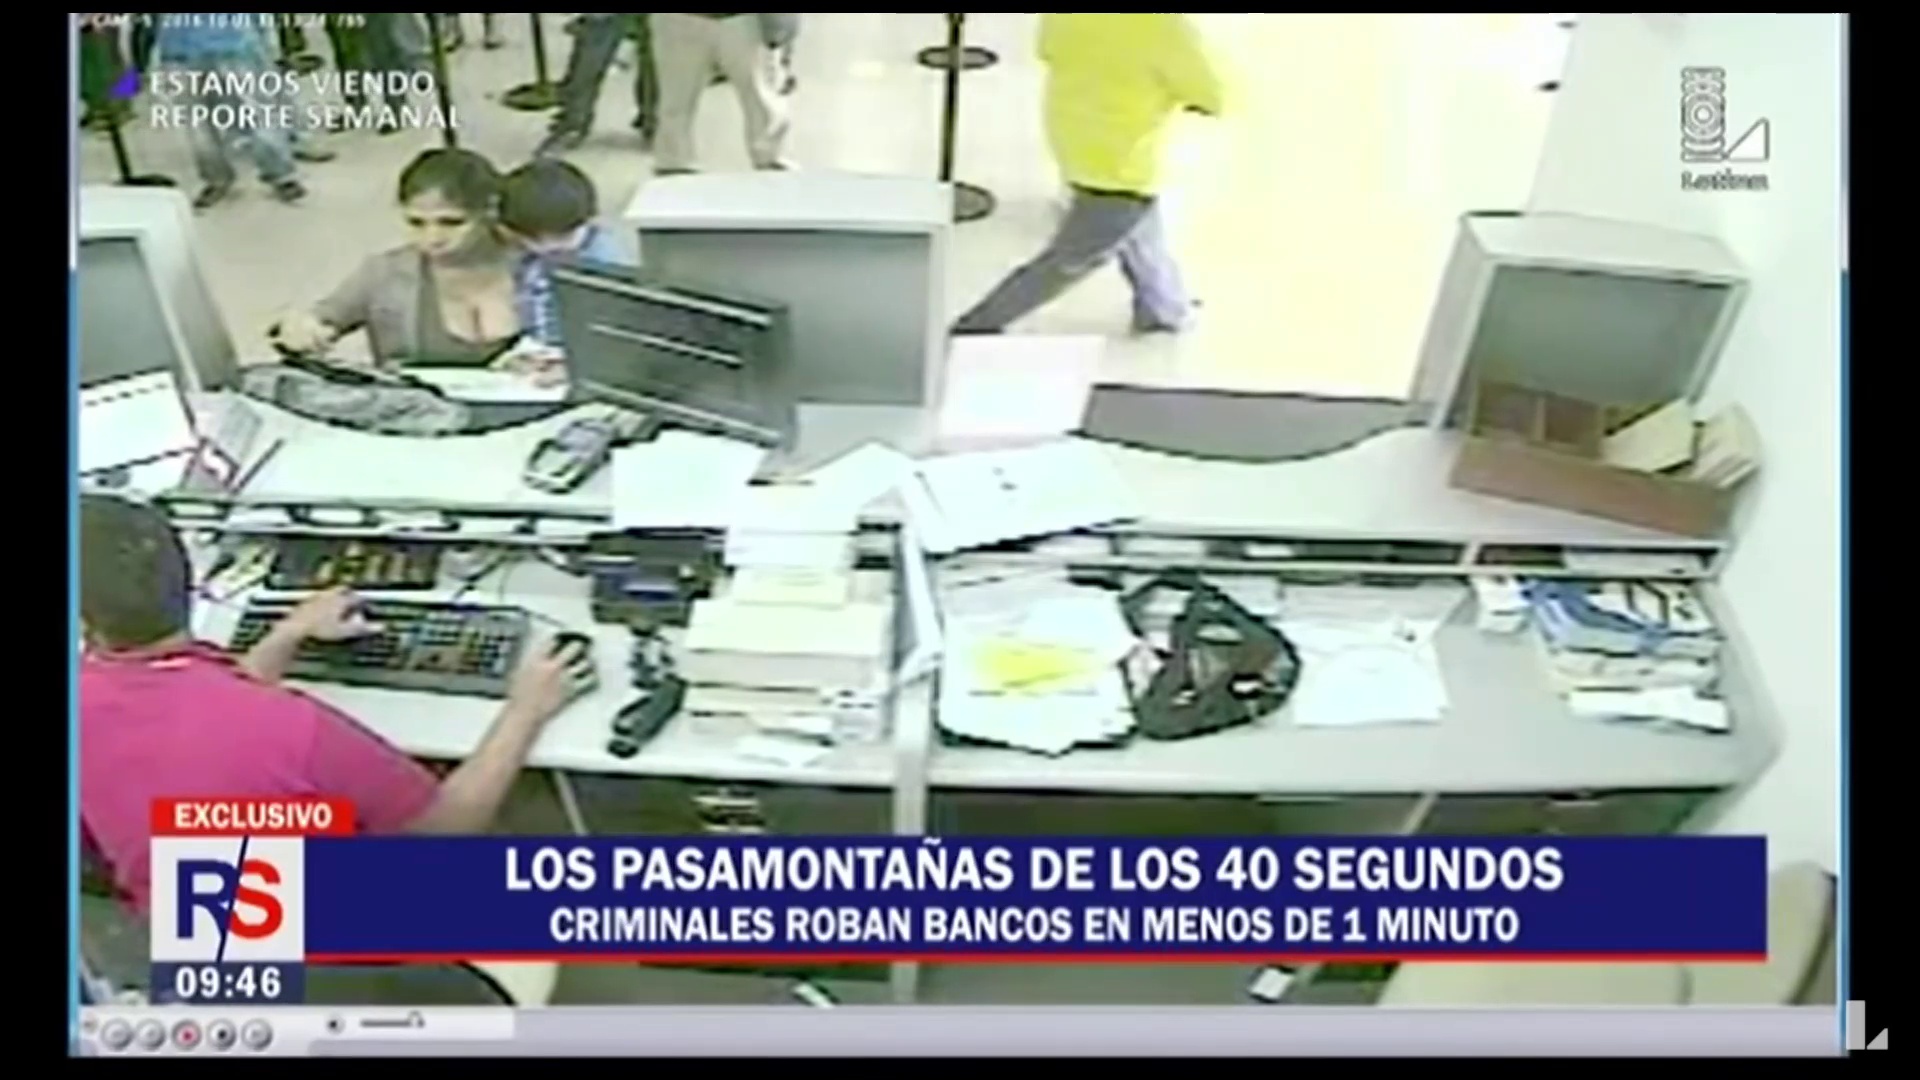 ESTAMOS VIENDO
REPORTE SEMANAL
Latina
EXCLUSIVO
RS
LOS PASAMONTAÑAS DE LOS 40 SEGUNDOS
CRIMINALES ROBAN BANCOS EN MENOS DE 1 MINUTO
09:46